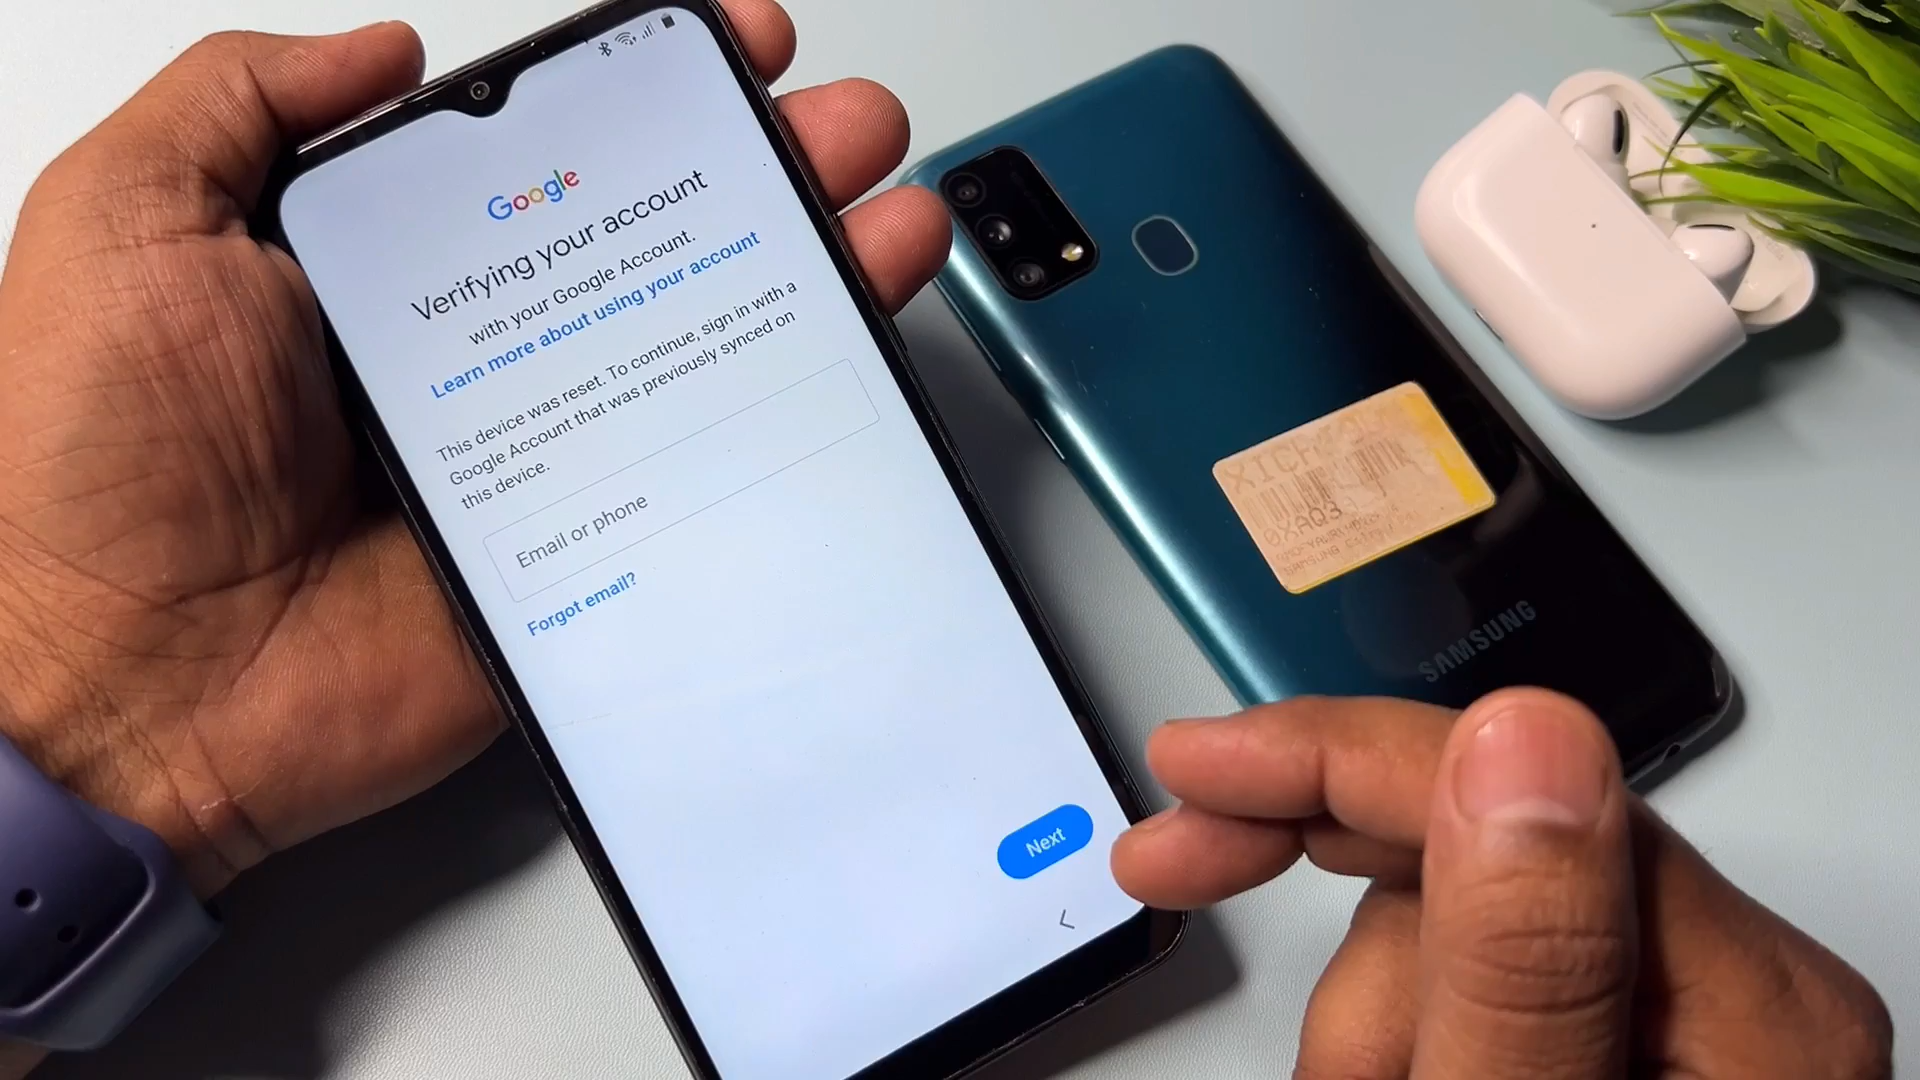 Google
Verifying your account
with your Google Account.
Learn more about using your account
This device was reset. To continue, sign in with a
Google Account that was previously synced on
this device.
Email or phone
Forgot email?
Next
0XAQ3
SAMSUNG
SAMSUNG